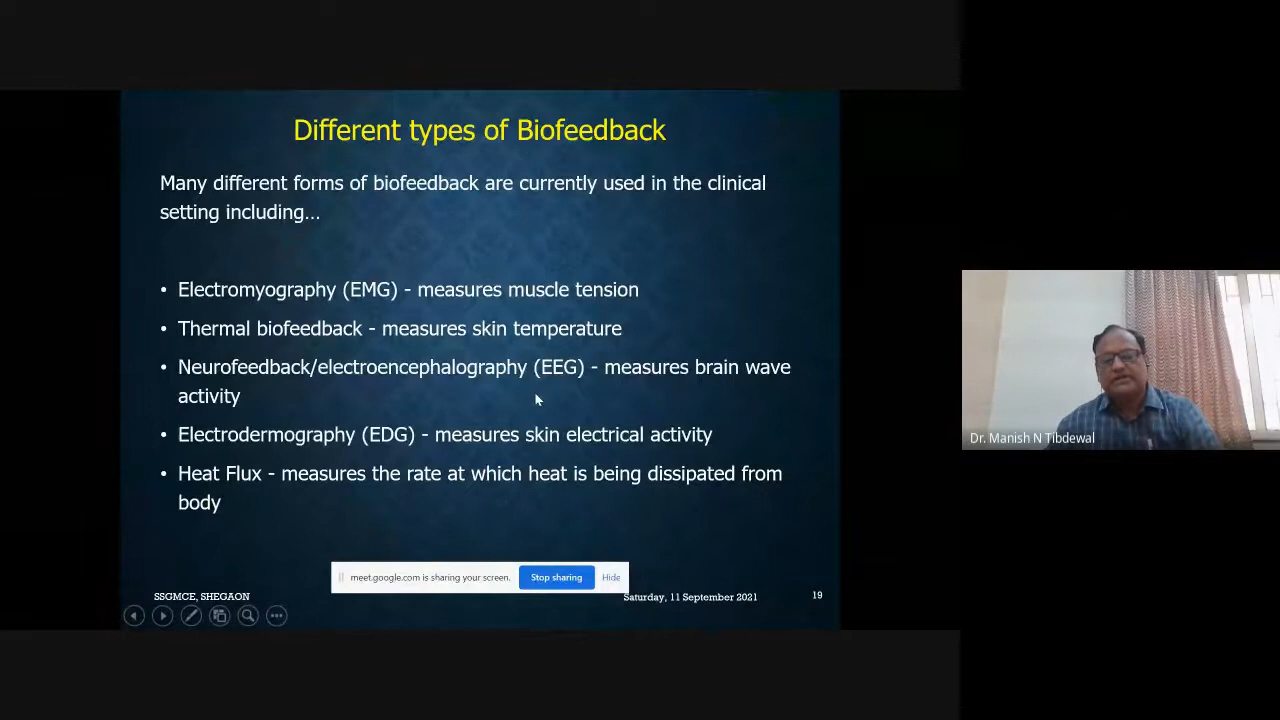 Different types of Biofeedback
Many different forms of biofeedback are currently used in the clinical
setting including...
• Electromyography (EMG) - measures muscle tension
• Thermal biofeedback - measures skin temperature
• Neurofeedback/electroencephalography (EEG) - measures brain wave
activity
• Electrodermography (EDG) - measures skin electrical activity
• Heat Flux - measures the rate at which heat is being dissipated from
body
meet.google.com is sharing your screen.
Stop sharing
Hide
SSGMCE, SHEGAON
Saturday, 11 September 2021
19
Dr. Manish N Tibdewal